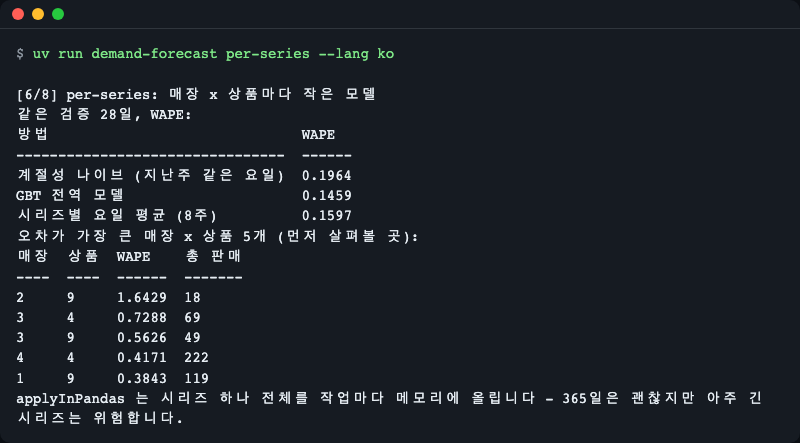 $ uv run demand-forecast per-series --lang ko
[6/8] per-series: 매장 x 상품마다 작은 모델
같은 검증 28일, WAPE:
방법 WAPE
-------------------------------- ------
계절성 나이브 (지난주 같은 요일) 0.1964
GBT 전역 모델 0.1459
시리즈별 요일 평균 (8주) 0.1597
오차가 가장 큰 매장 x 상품 5개 (먼저 살펴볼 곳):
매장 상품 WAPE 총 판매
---- ---- ------ -------
2 9 1.6429 18
3 4 0.7288 69
3 9 0.5626 49
4 4 0.4171 222
1 9 0.3843 119
applyInPandas 는 시리즈 하나 전체를 작업마다 메모리에 올립니다 - 365일은 괜찮지만 아주 긴
시리즈는 위험합니다.